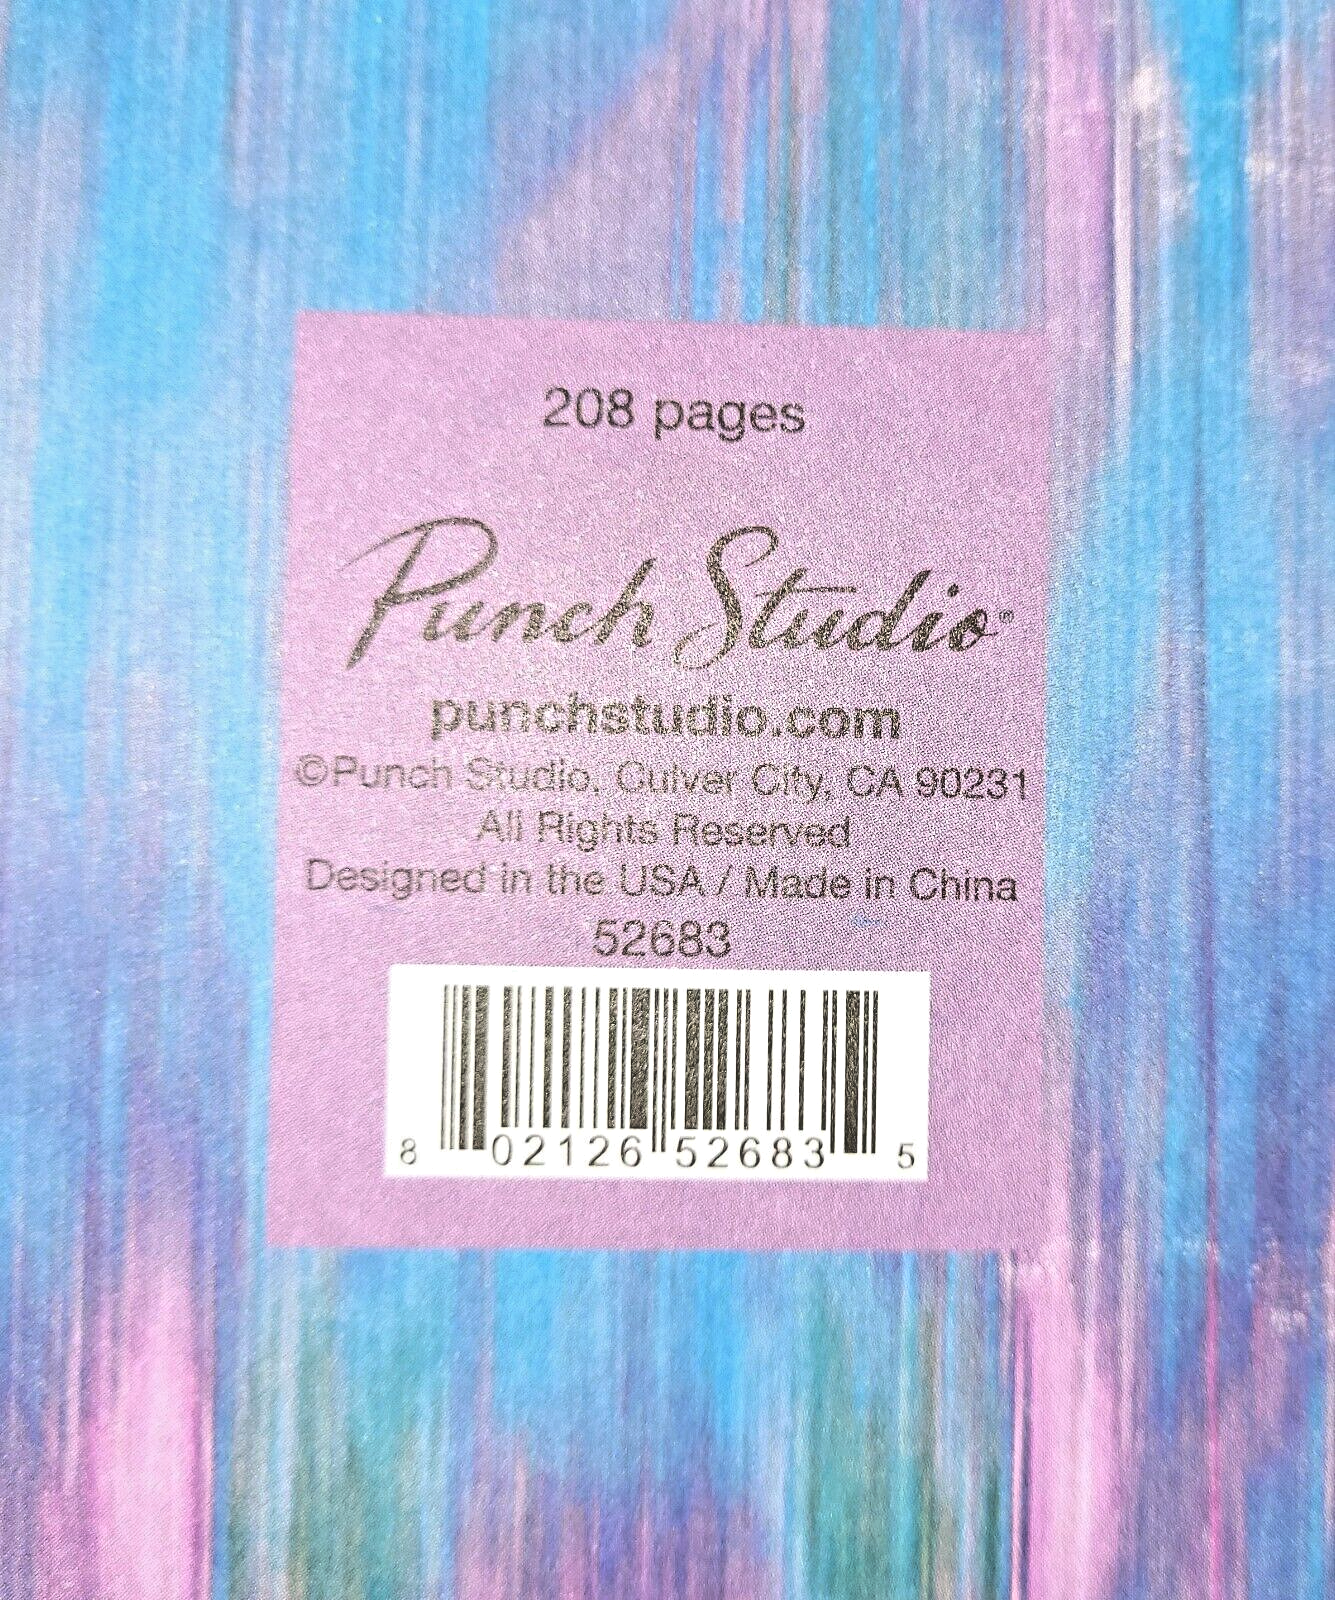 208 pages
Punch Studio®
punchstudio.com
©Punch Studio, Culver City, CA 90231
All Rights Reserved
Designed in the USA / Made in China
52683
8 02126 52683 5